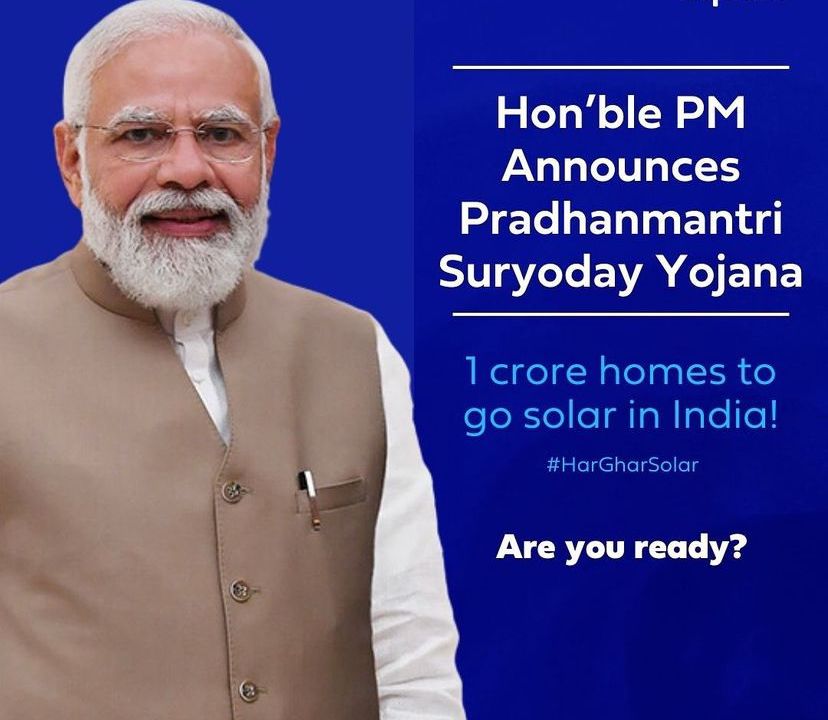 Hon'ble PM
Announces
Pradhanmantri
Suryoday Yojana
1 crore homes to
go solar in India!
#HarGharSolar
Are you ready?